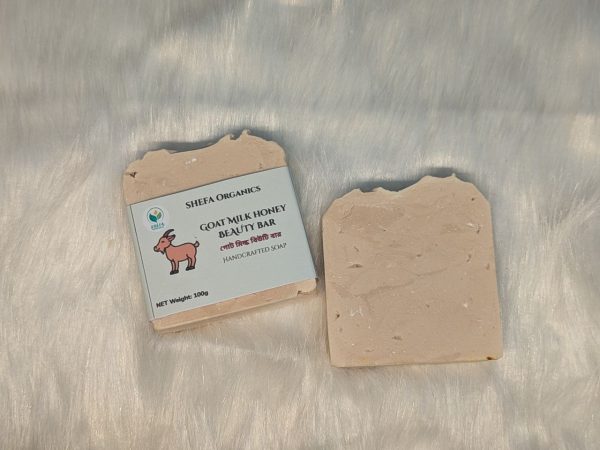 SHEFA ORGANICS
GOAT MILK HONEY
BEAUTY BAR
গোট মিল্ক বিউটি বার
HANDCRAFTED SOAP
NET Weight: 100g